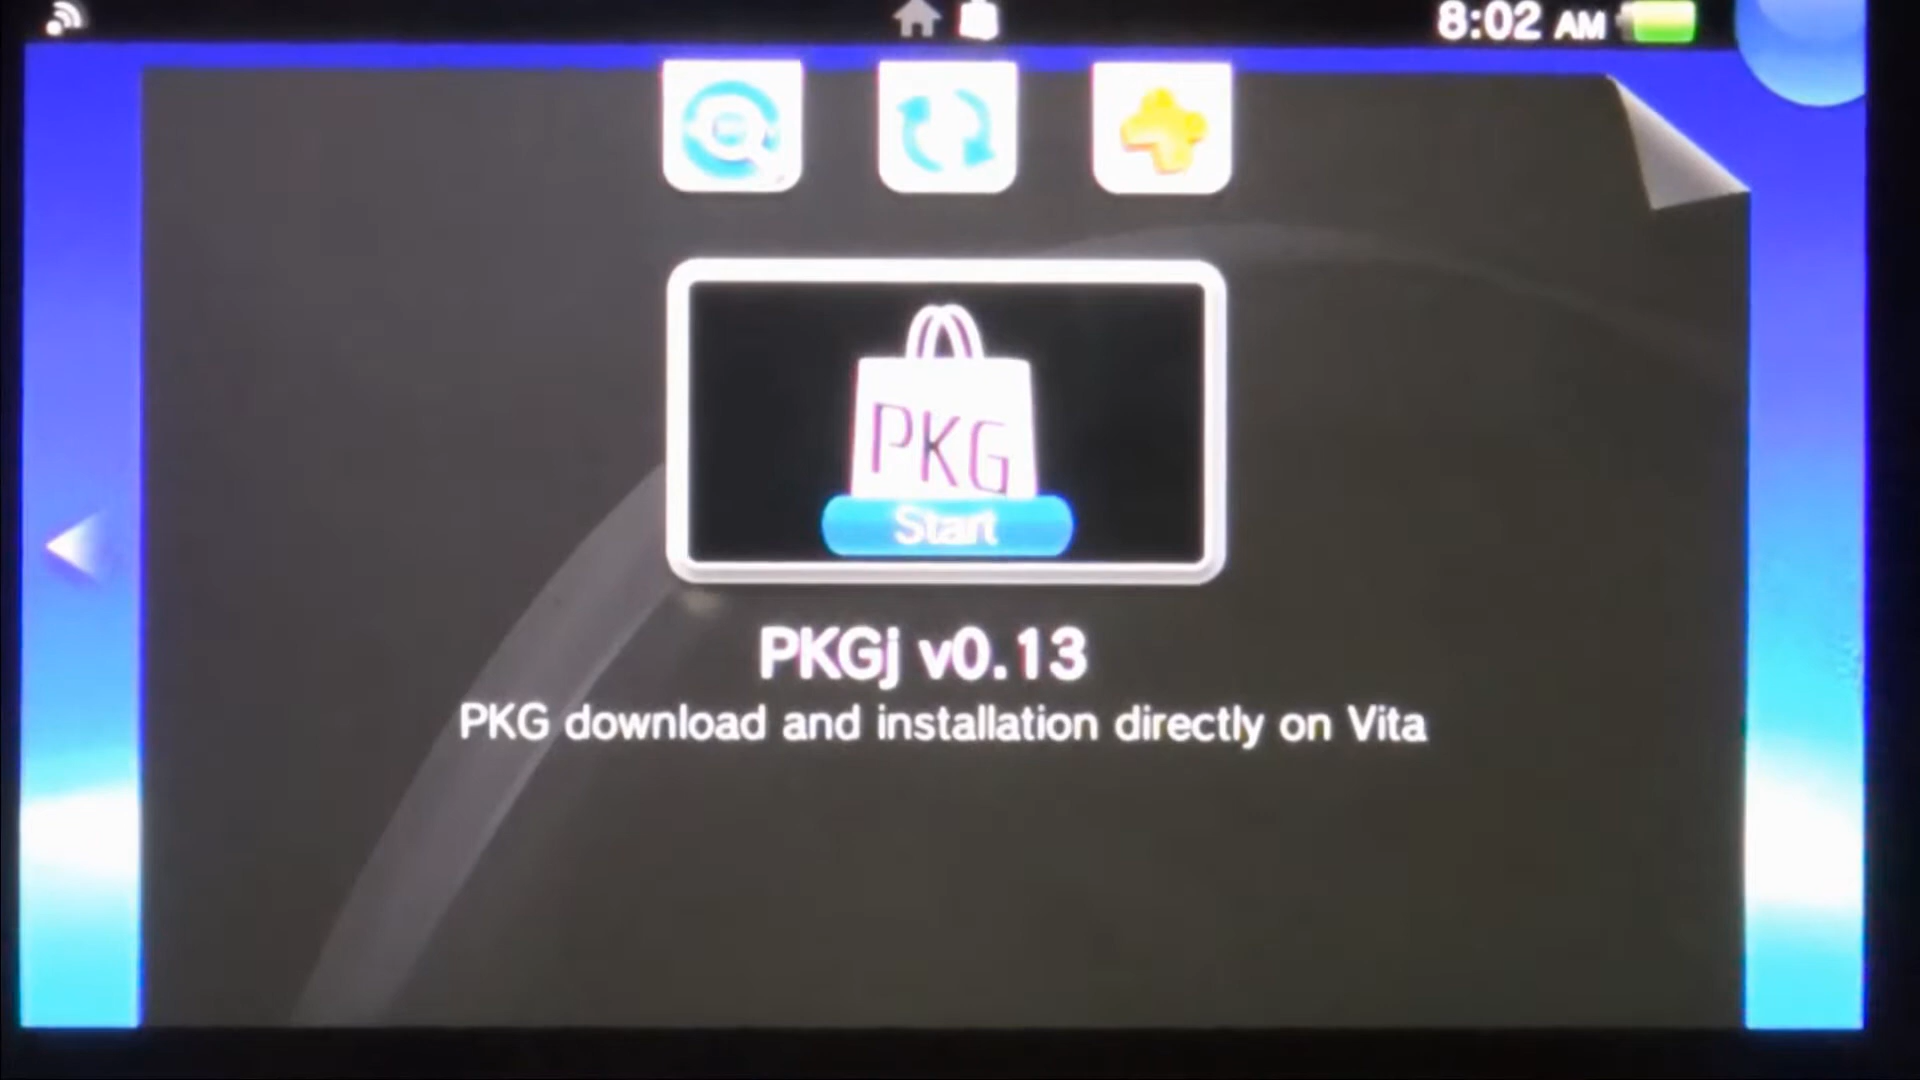 8:02 AM
PKG
Start
PKGj v0.13
PKG download and installation directly on Vita